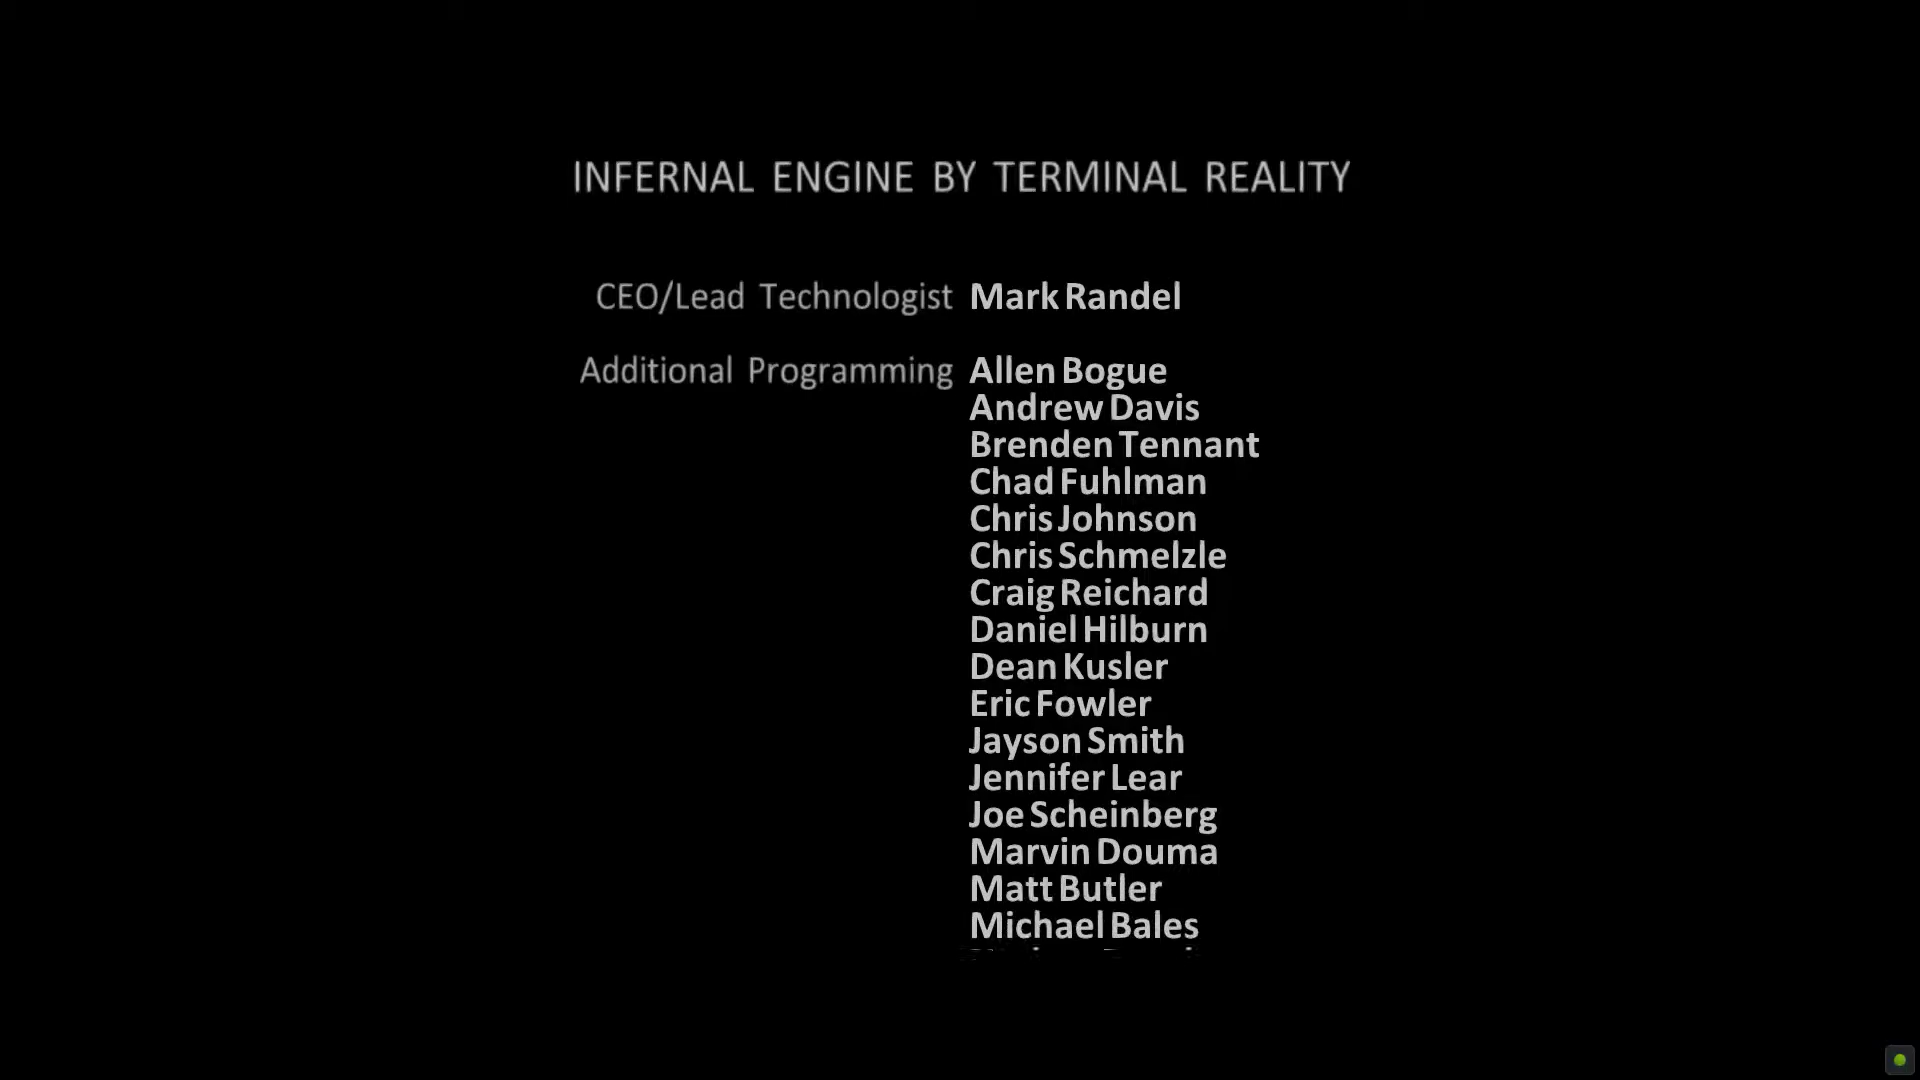 INFERNAL ENGINE BY TERMINAL REALITY
CEO/Lead Technologist Mark Randel
Additional Programming Allen Bogue
Andrew Davis
Brenden Tennant
Chad Fuhlman
Chris Johnson
Chris Schmelzle
Craig Reichard
Daniel Hilburn
Dean Kusler
Eric Fowler
Jayson Smith
Jennifer Lear
Joe Scheinberg
Marvin Douma
Matt Butler
Michael Bales